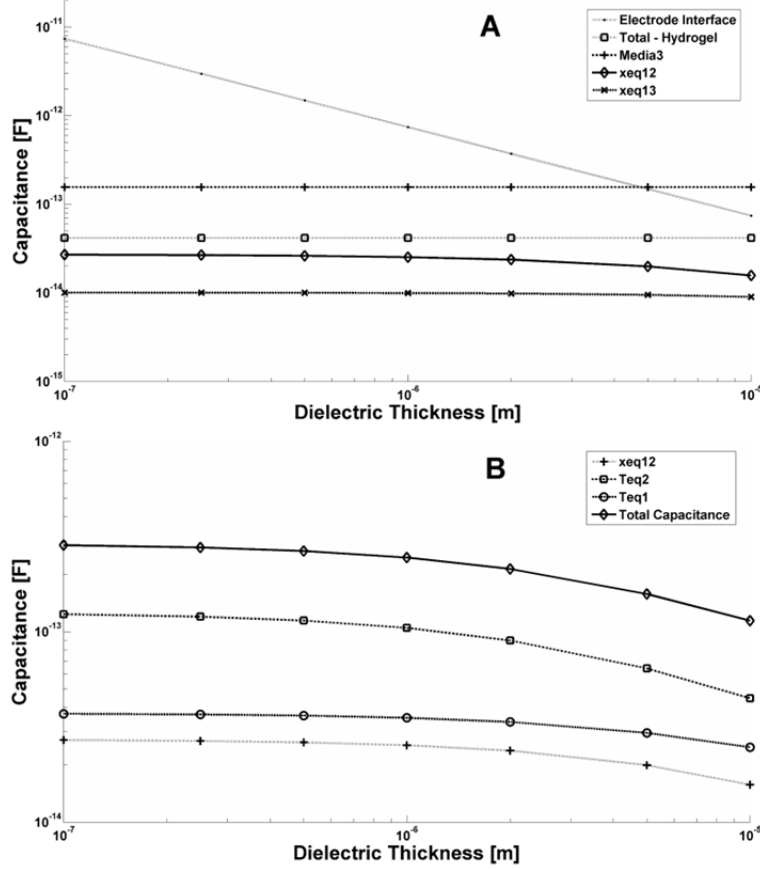 A
Electrode Interface
Total - Hydrogel
Media3
xeq12
xeq13
Capacitance [F]
10⁻¹¹
10⁻¹²
10⁻¹³
10⁻¹⁴
10⁻¹⁵
10⁻⁷
10⁻⁶
10⁻⁵
Dielectric Thickness [m]
B
xeq12
Teq2
Teq1
Total Capacitance
Capacitance [F]
10⁻¹²
10⁻¹³
10⁻¹⁴
10⁻⁷
10⁻⁶
10⁻⁵
Dielectric Thickness [m]